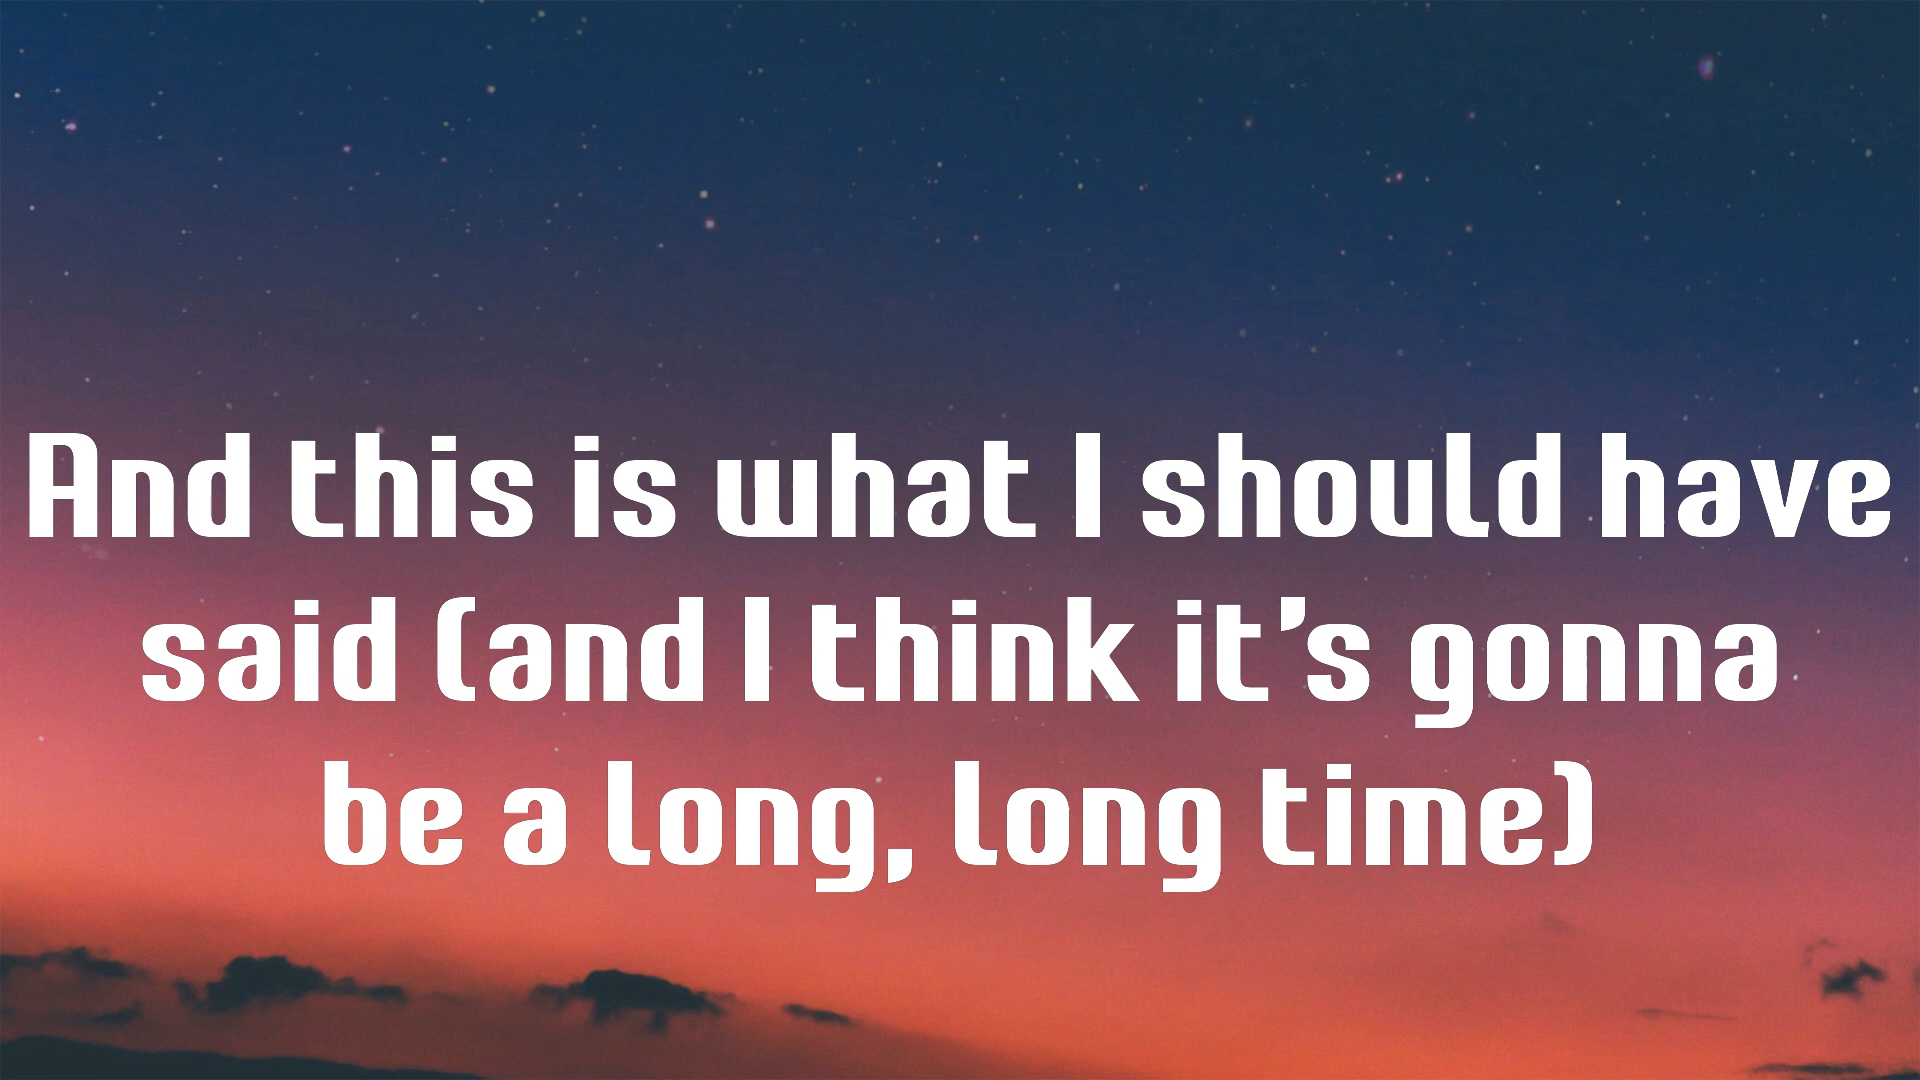 And this is what I should have
said (and I think it's gonna
be a long, long time)